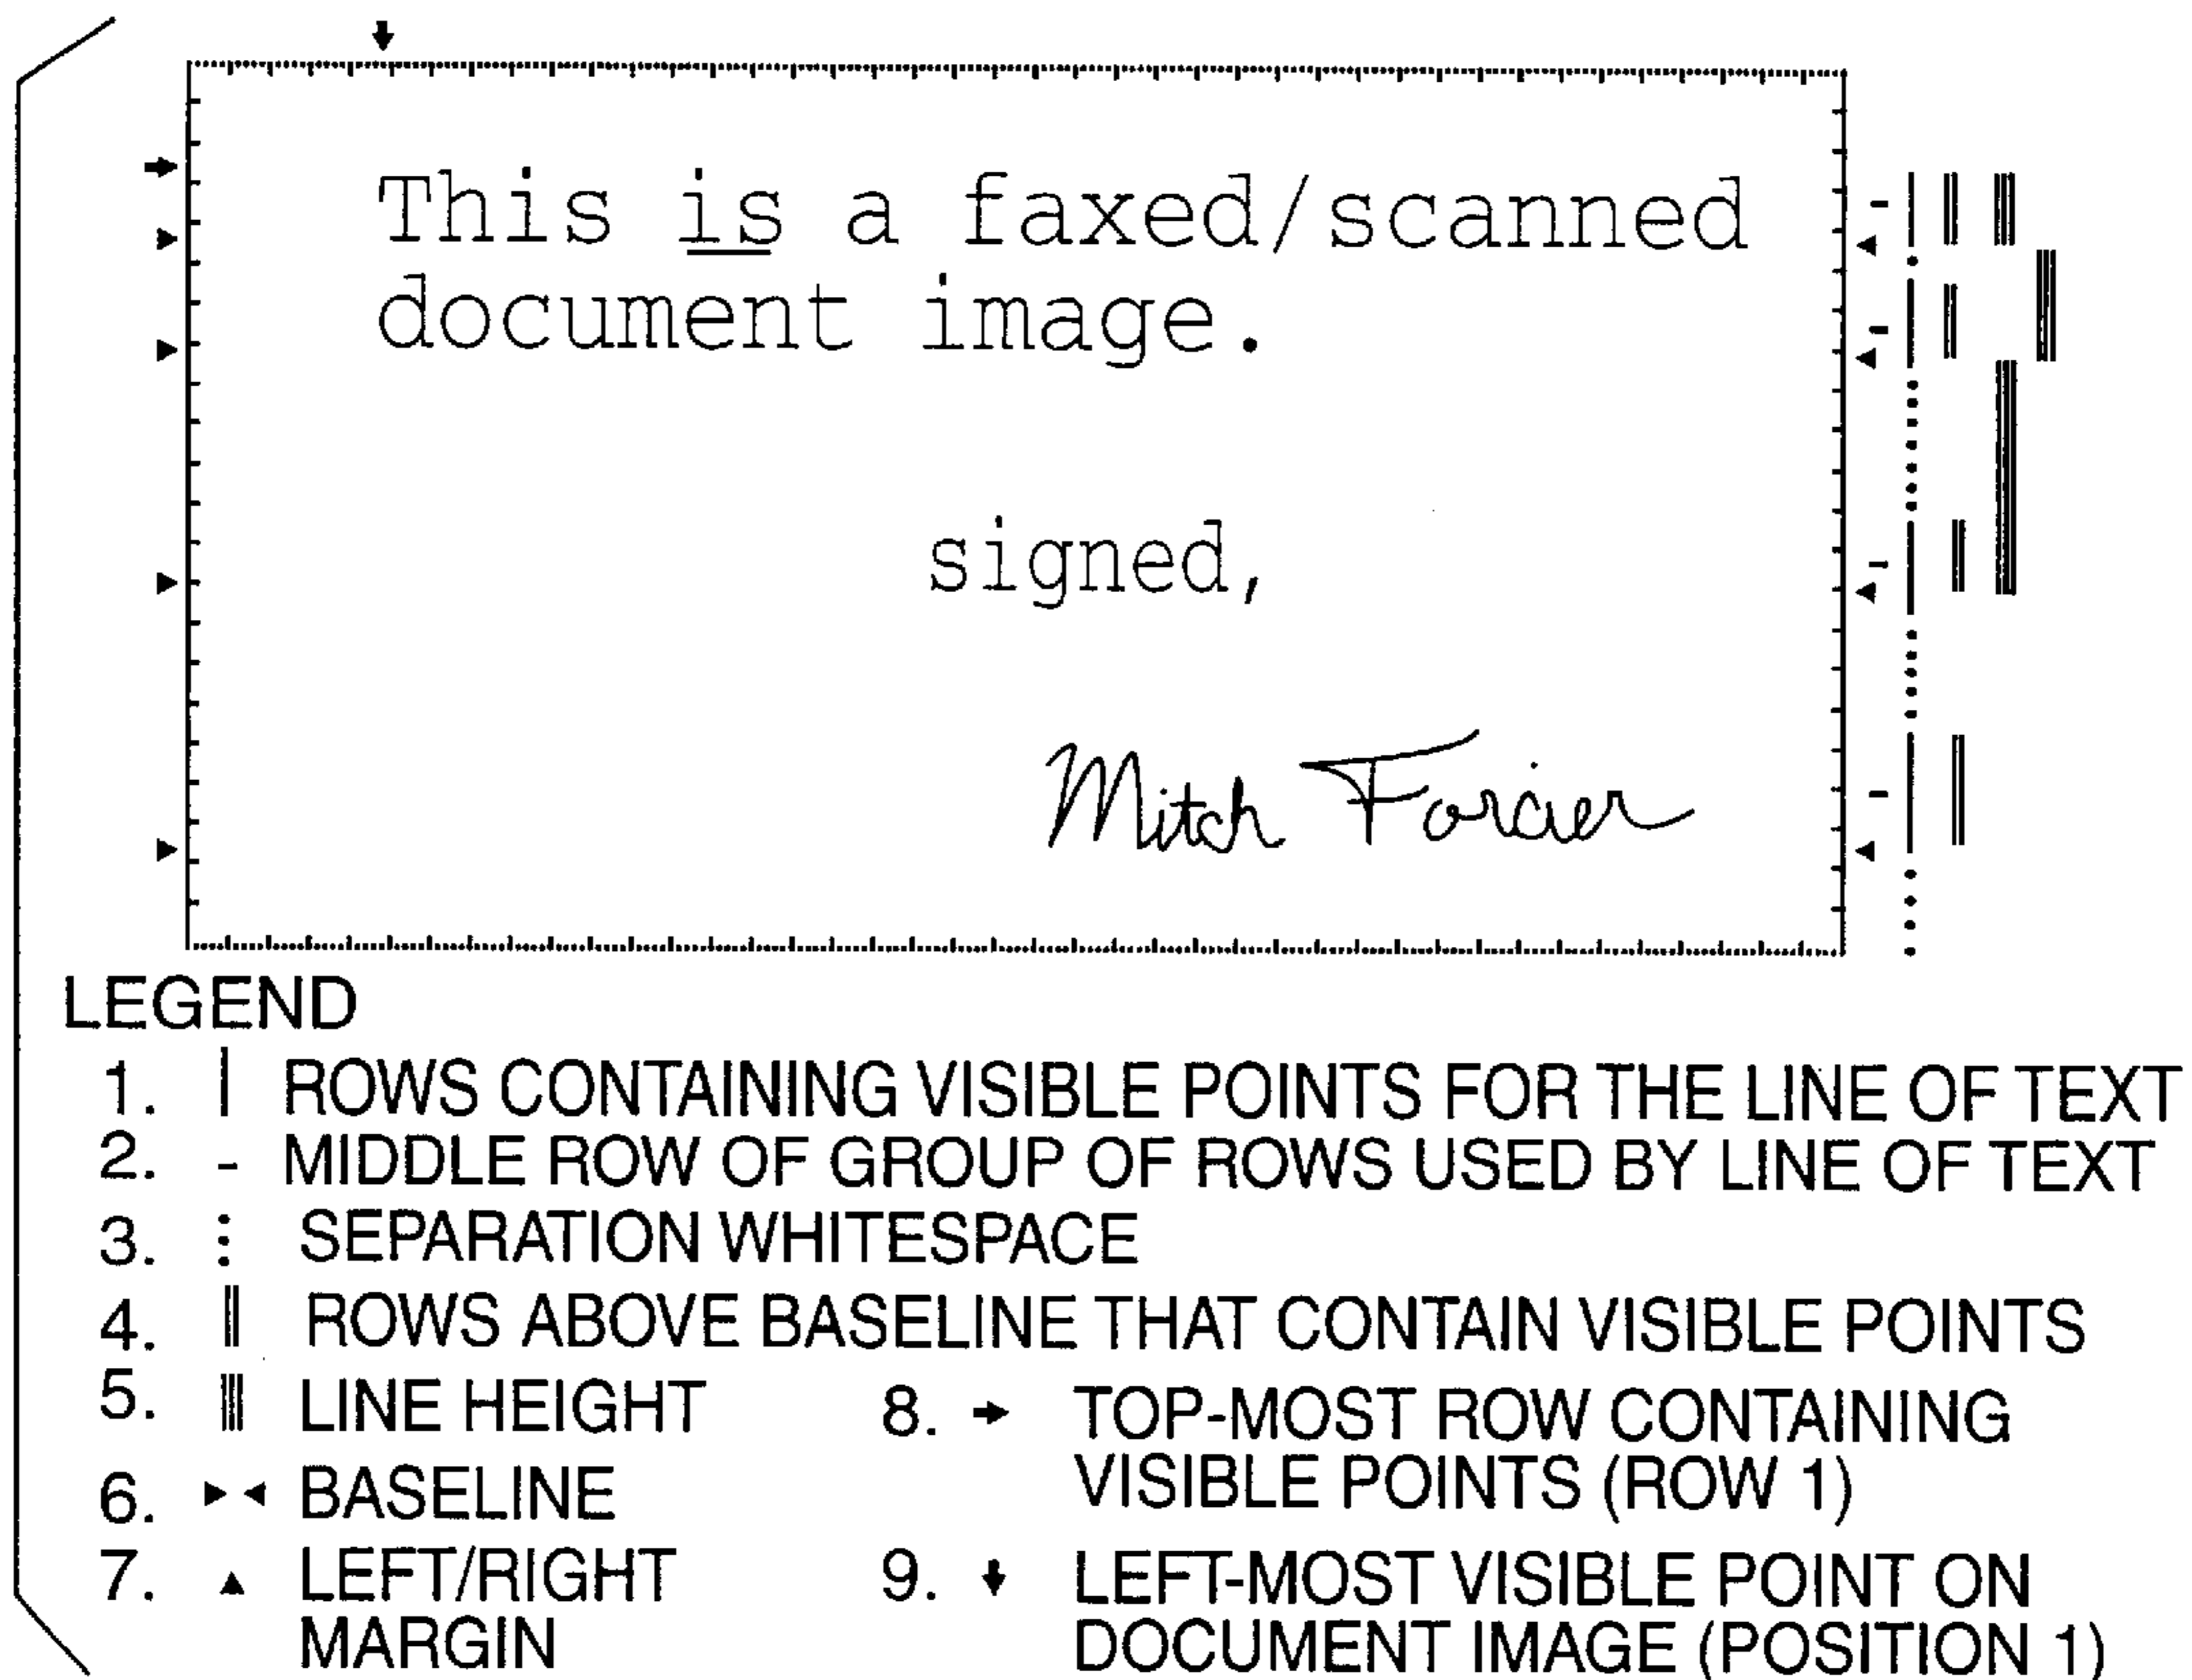 This is a faxed/scanned
document image.
signed,
Mitch Forcier
LEGEND
1. | ROWS CONTAINING VISIBLE POINTS FOR THE LINE OF TEXT
2. - MIDDLE ROW OF GROUP OF ROWS USED BY LINE OF TEXT
3. ⋮ SEPARATION WHITESPACE
4. || ROWS ABOVE BASELINE THAT CONTAIN VISIBLE POINTS
5. ||| LINE HEIGHT
6. ►◄ BASELINE
7. ▲ LEFT/RIGHT
MARGIN
8. → TOP-MOST ROW CONTAINING
VISIBLE POINTS (ROW 1)
9. ↓ LEFT-MOST VISIBLE POINT ON
DOCUMENT IMAGE (POSITION 1)